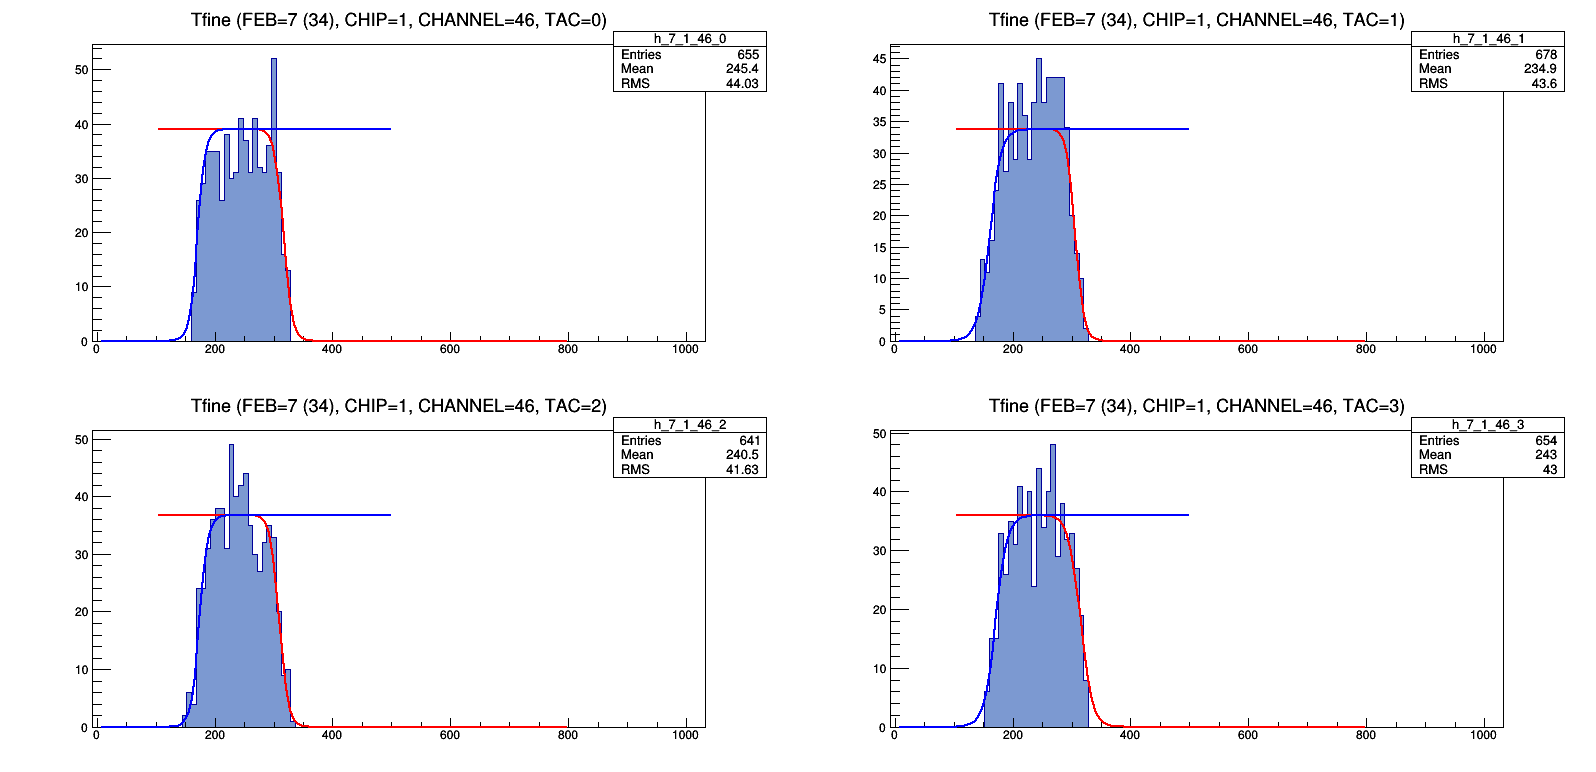 Tfine (FEB=7 (34), CHIP=1, CHANNEL=46, TAC=0)
h_7_1_46_0
Entries 655
Mean 245.4
RMS 44.03
50
40
30
20
10
0
0 200 400 600 800 1000
Tfine (FEB=7 (34), CHIP=1, CHANNEL=46, TAC=1)
h_7_1_46_1
Entries 678
Mean 234.9
RMS 43.6
45
40
35
30
25
20
15
10
5
0
0 200 400 600 800 1000
Tfine (FEB=7 (34), CHIP=1, CHANNEL=46, TAC=2)
h_7_1_46_2
Entries 641
Mean 240.5
RMS 41.63
50
40
30
20
10
0
0 200 400 600 800 1000
Tfine (FEB=7 (34), CHIP=1, CHANNEL=46, TAC=3)
h_7_1_46_3
Entries 654
Mean 243
RMS 43
50
40
30
20
10
0
0 200 400 600 800 1000